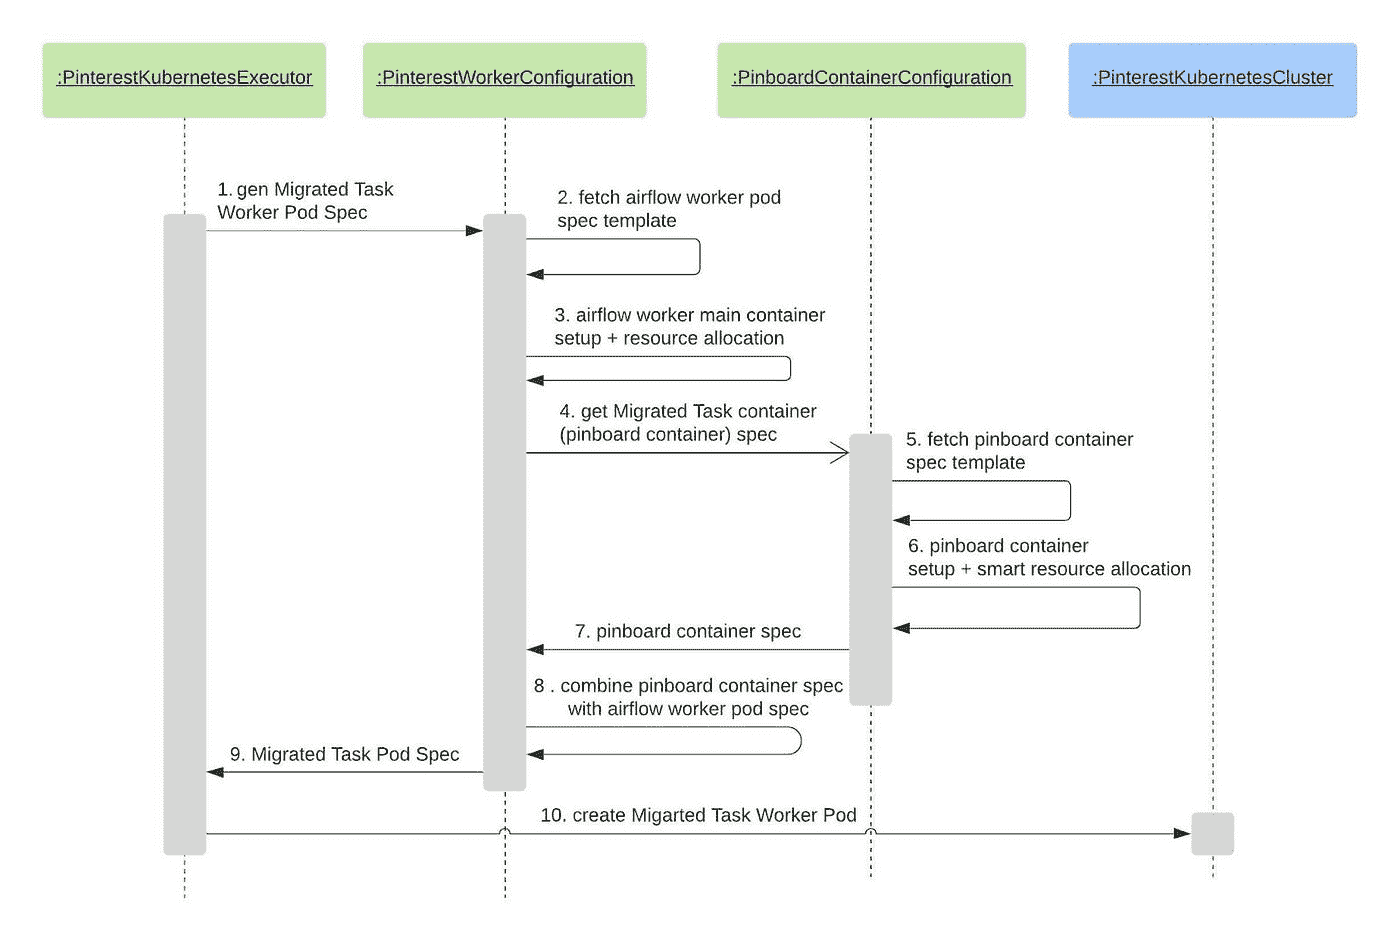 :PinterestKubernetesExecutor
:PinterestWorkerConfiguration
:PinboardContainerConfiguration
:PinterestKubernetesCluster
1. gen Migrated Task
Worker Pod Spec
2. fetch airflow worker pod
spec template
3. airflow worker main container
setup + resource allocation
4. get Migrated Task container
(pinboard container) spec
5. fetch pinboard container
spec template
6. pinboard container
setup + smart resource allocation
7. pinboard container spec
8 . combine pinboard container spec
with airflow worker pod spec
9. Migrated Task Pod Spec
10. create Migarted Task Worker Pod